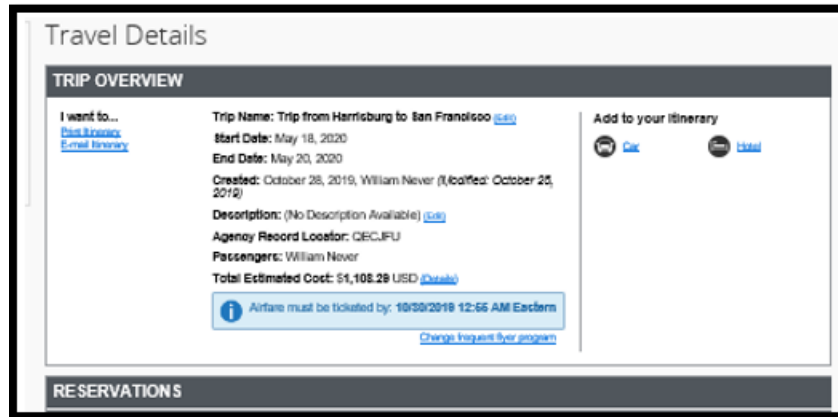 Travel Details
TRIP OVERVIEW
I want to...
Print Itinerary
E-mail Itinerary
Trip Name: Trip from Harrisburg to San Francisco (Edit)
Start Date: May 18, 2020
End Date: May 20, 2020
Created: October 28, 2019, William Never (Modified: October 28,
2019)
Description: (No Description Available) (Edit)
Agency Record Locator: QECJFU
Passengers: William Never
Total Estimated Cost: $1,108.29 USD (Details)
Airfare must be ticketed by: 10/30/2019 12:55 AM Eastern
Change frequent flyer program
Add to your Itinerary
Car
Hotel
RESERVATIONS